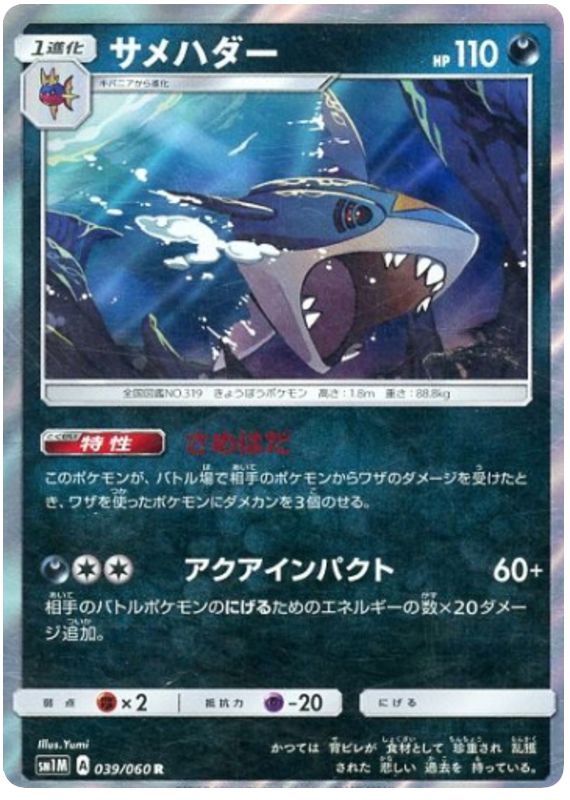 1進化 サメハダー HP 110
キバニアから進化
全国図鑑NO.319 きょうぼうポケモン 高さ:1.8m 重さ:88.8kg
特性 さめはだ
このポケモンが、バトル場で相手のポケモンからワザのダメージを受けたと
き、ワザを使ったポケモンにダメカンを3個のせる。
アクアインパクト 60+
相手のバトルポケモンのにげるためのエネルギーの数×20ダメー
ジ追加。
弱点 ×2 抵抗力 -20 にげる
Illus.Yumi
かつては 背ビレが 食材として 珍重され 乱獲
された 悲しい 過去を 持っている。
SM1M A 039/060 R